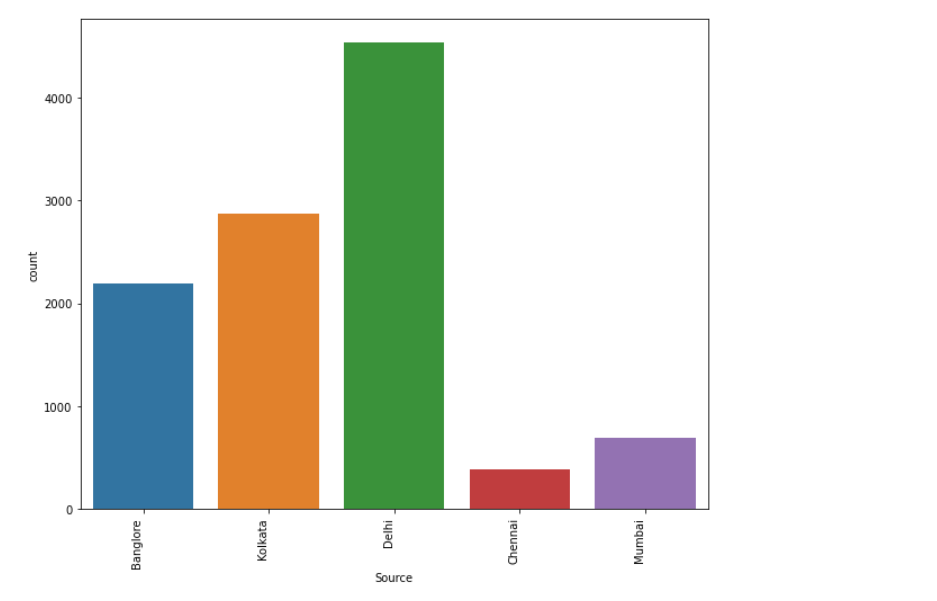 4000
3000
2000
1000
0
count
Banglore
Kolkata
Delhi
Chennai
Mumbai
Source